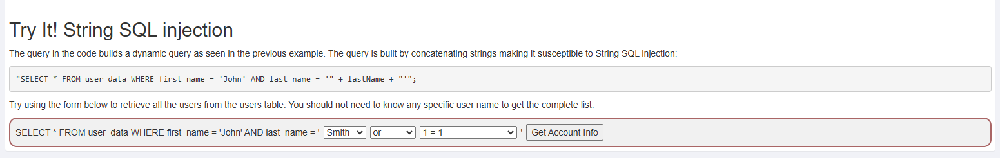 Try It! String SQL injection
The query in the code builds a dynamic query as seen in the previous example. The query is built by concatenating strings making it susceptible to String SQL injection:
"SELECT * FROM user_data WHERE first_name = 'John' AND last_name = '" + lastName + "'";
Try using the form below to retrieve all the users from the users table. You should not need to know any specific user name to get the complete list.
SELECT * FROM user_data WHERE first_name = 'John' AND last_name = ' Smith or 1 = 1 ' Get Account Info